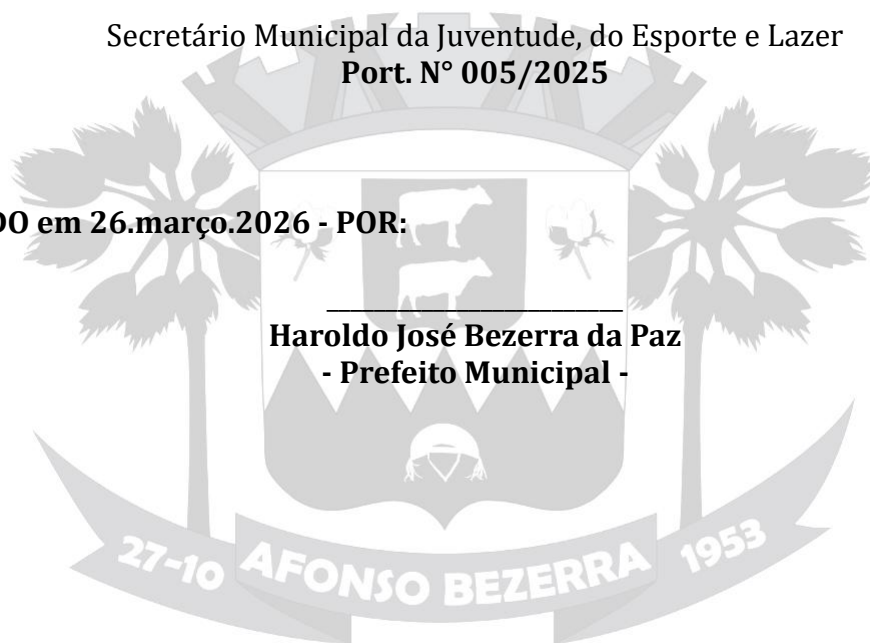 Secretário Municipal da Juventude, do Esporte e Lazer
Port. N° 005/2025
DO em 26.março.2026 - POR:
Haroldo José Bezerra da Paz
- Prefeito Municipal -
27-10 AFONSO BEZERRA 1953